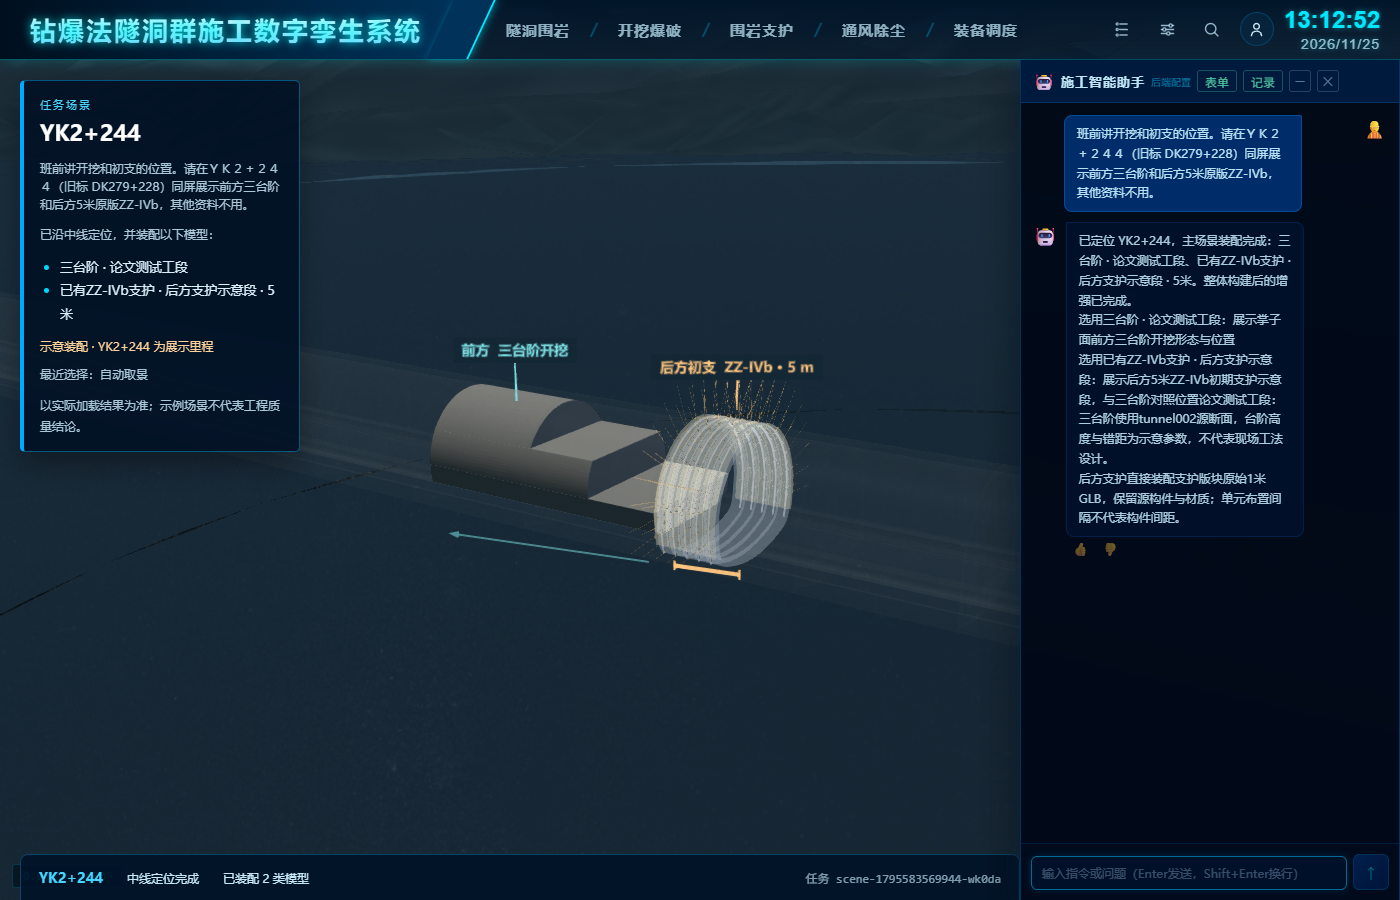 钻爆法隧洞群施工数字孪生系统
隧洞围岩 / 开挖爆破 / 围岩支护 / 通风除尘 / 装备调度
13:12:52
2026/11/25
任务场景
YK2+244
班前讲开挖和初支的位置。请在ＹＫ２＋２４
４（旧标 DK279+228）同屏展示前方三台阶
和后方5米原版ZZ-IVb，其他资料不用。
已沿中线定位，并装配以下模型：
三台阶 · 论文测试工段
已有ZZ-IVb支护 · 后方支护示意段 · 5
米
示意装配 · YK2+244 为展示里程
最近选择：自动取景
以实际加载结果为准；示例场景不代表工程质
量结论。
前方 三台阶开挖
后方初支 ZZ-IVb · 5 m
施工智能助手 后端配置 表单 记录
班前讲开挖和初支的位置。请在ＹＫ２
＋２４４（旧标 DK279+228）同屏展
示前方三台阶和后方5米原版ZZ-IVb，
其他资料不用。
已定位 YK2+244，主场景装配完成：三
台阶 · 论文测试工段、已有ZZ-IVb支护 ·
后方支护示意段 · 5米。整体构建后的增
强已完成。
选用三台阶 · 论文测试工段：展示掌子
面前方三台阶开挖形态与位置
选用已有ZZ-IVb支护 · 后方支护示意
段：展示后方5米ZZ-IVb初期支护示意
段，与三台阶对照位置论文测试工段：
三台阶使用tunnel002源断面，台阶高
度与错距为示意参数，不代表现场工法
设计。
后方支护直接装配支护版块原始1米
GLB，保留源构件与材质；单元布置间
隔不代表构件间距。
输入指令或问题（Enter发送，Shift+Enter换行）
YK2+244 中线定位完成 已装配 2 类模型
任务 scene-1795583569944-wk0da